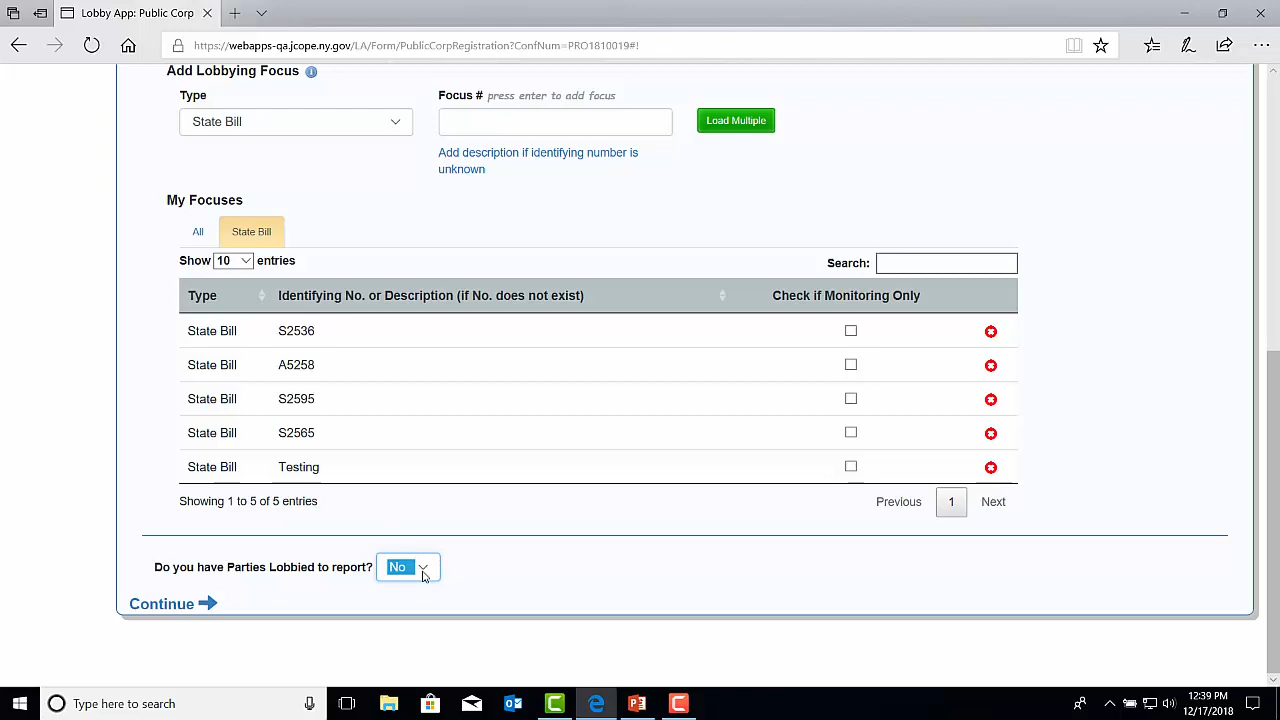 Lobby App: Public Corp
https://webapps-qa.jcope.ny.gov/LA/Form/PublicCorpRegistration?ConfNum=PRO1810019#!
Add Lobbying Focus
Type
Focus # press enter to add focus
State Bill
Load Multiple
Add description if identifying number is
unknown
My Focuses
All
State Bill
Show 10 entries
Search:
Type
Identifying No. or Description (if No. does not exist)
Check if Monitoring Only
State Bill S2536
State Bill A5258
State Bill S2595
State Bill S2565
State Bill Testing
Showing 1 to 5 of 5 entries
Previous 1 Next
Do you have Parties Lobbied to report? No
Continue
Type here to search
12:39 PM
12/17/2018